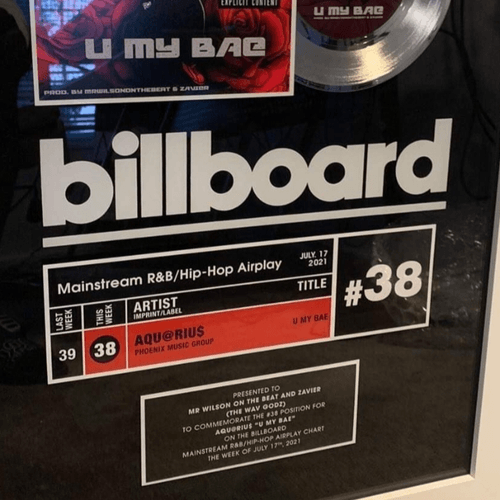 EXPLICIT CONTENT
U MY BAE
U MY BAE
PROD. BY MRWILSONONTHEBEAT & ZAVIER
billboard
Mainstream R&B/Hip-Hop Airplay
JULY. 17
2021
#38
LAST WEEK
THIS WEEK
ARTIST
IMPRINT/LABEL
TITLE
39
38
AQU@RIU$
PHOENIX MUSIC GROUP
U MY BAE
PRESENTED TO
MR WILSON ON THE BEAT AND ZAVIER
(THE WAV GODZ)
TO COMMEMORATE THE #38 POSITION FOR
AQU@RIUS "U MY BAE"
ON THE BILLBOARD
MAINSTREAM R&B/HIP-HOP AIRPLAY CHART
THE WEEK OF JULY 17TH, 2021